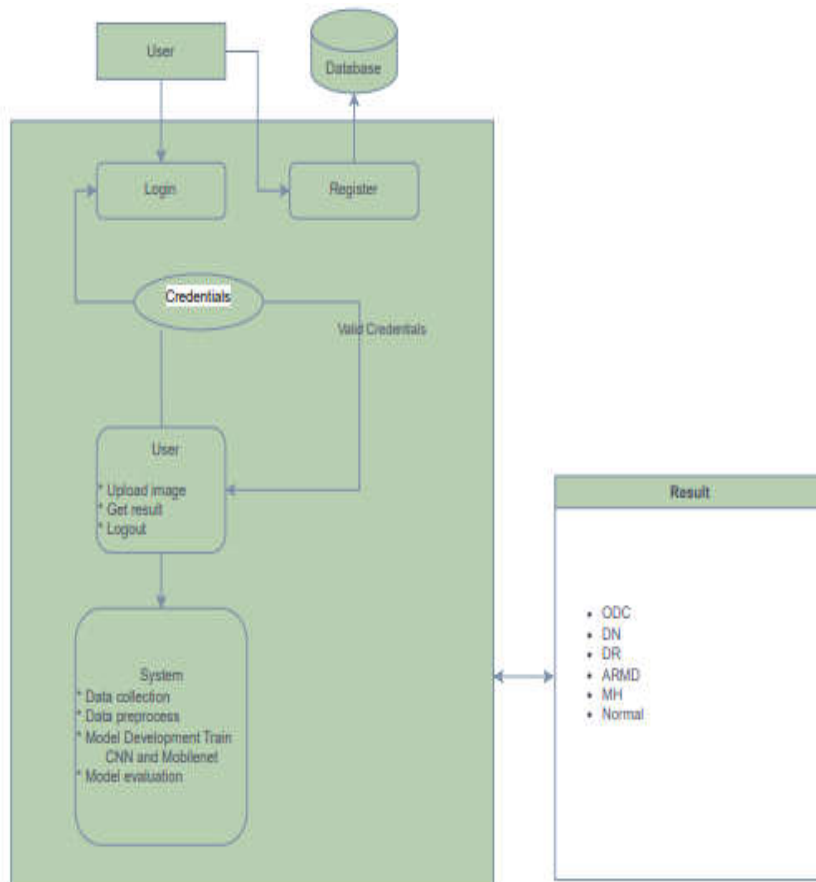 User
Database
Login
Register
Credentials
Valid Credentials
User
* Upload image
* Get result
* Logout
System
* Data collection
* Data preprocess
* Model Development Train
CNN and Mobilenet
* Model evaluation
Result
• ODC
• DN
• DR
• ARMD
• MH
• Normal